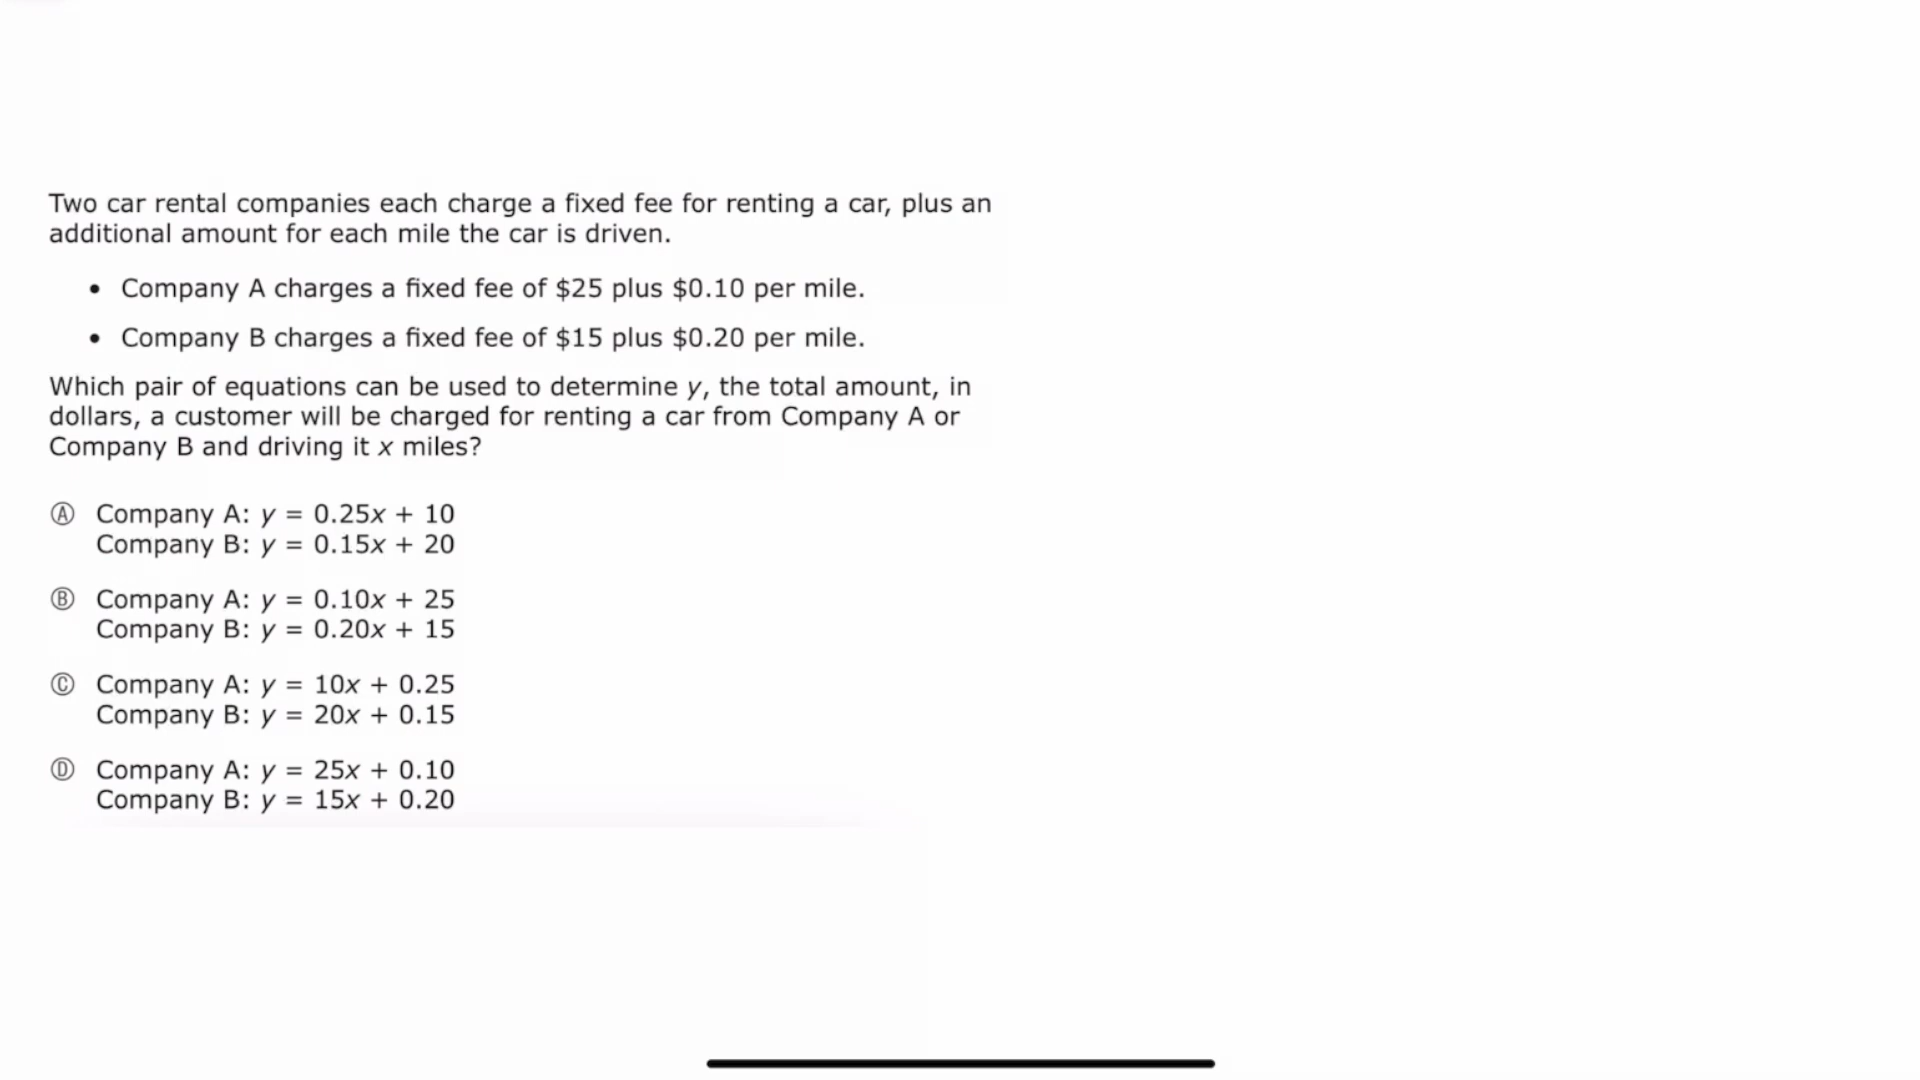 Two car rental companies each charge a fixed fee for renting a car, plus an
additional amount for each mile the car is driven.
• Company A charges a fixed fee of $25 plus $0.10 per mile.
• Company B charges a fixed fee of $15 plus $0.20 per mile.
Which pair of equations can be used to determine y, the total amount, in
dollars, a customer will be charged for renting a car from Company A or
Company B and driving it x miles?
Ⓐ Company A: y = 0.25x + 10
Company B: y = 0.15x + 20
Ⓑ Company A: y = 0.10x + 25
Company B: y = 0.20x + 15
Ⓒ Company A: y = 10x + 0.25
Company B: y = 20x + 0.15
Ⓓ Company A: y = 25x + 0.10
Company B: y = 15x + 0.20